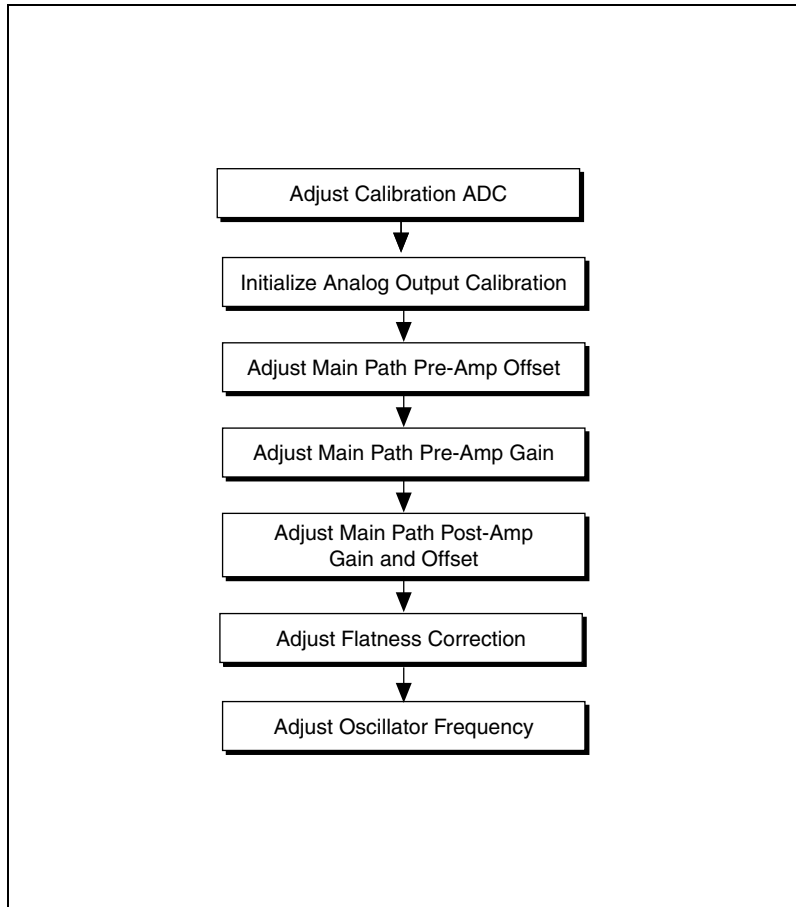 Adjust Calibration ADC
Initialize Analog Output Calibration
Adjust Main Path Pre-Amp Offset
Adjust Main Path Pre-Amp Gain
Adjust Main Path Post-Amp
Gain and Offset
Adjust Flatness Correction
Adjust Oscillator Frequency